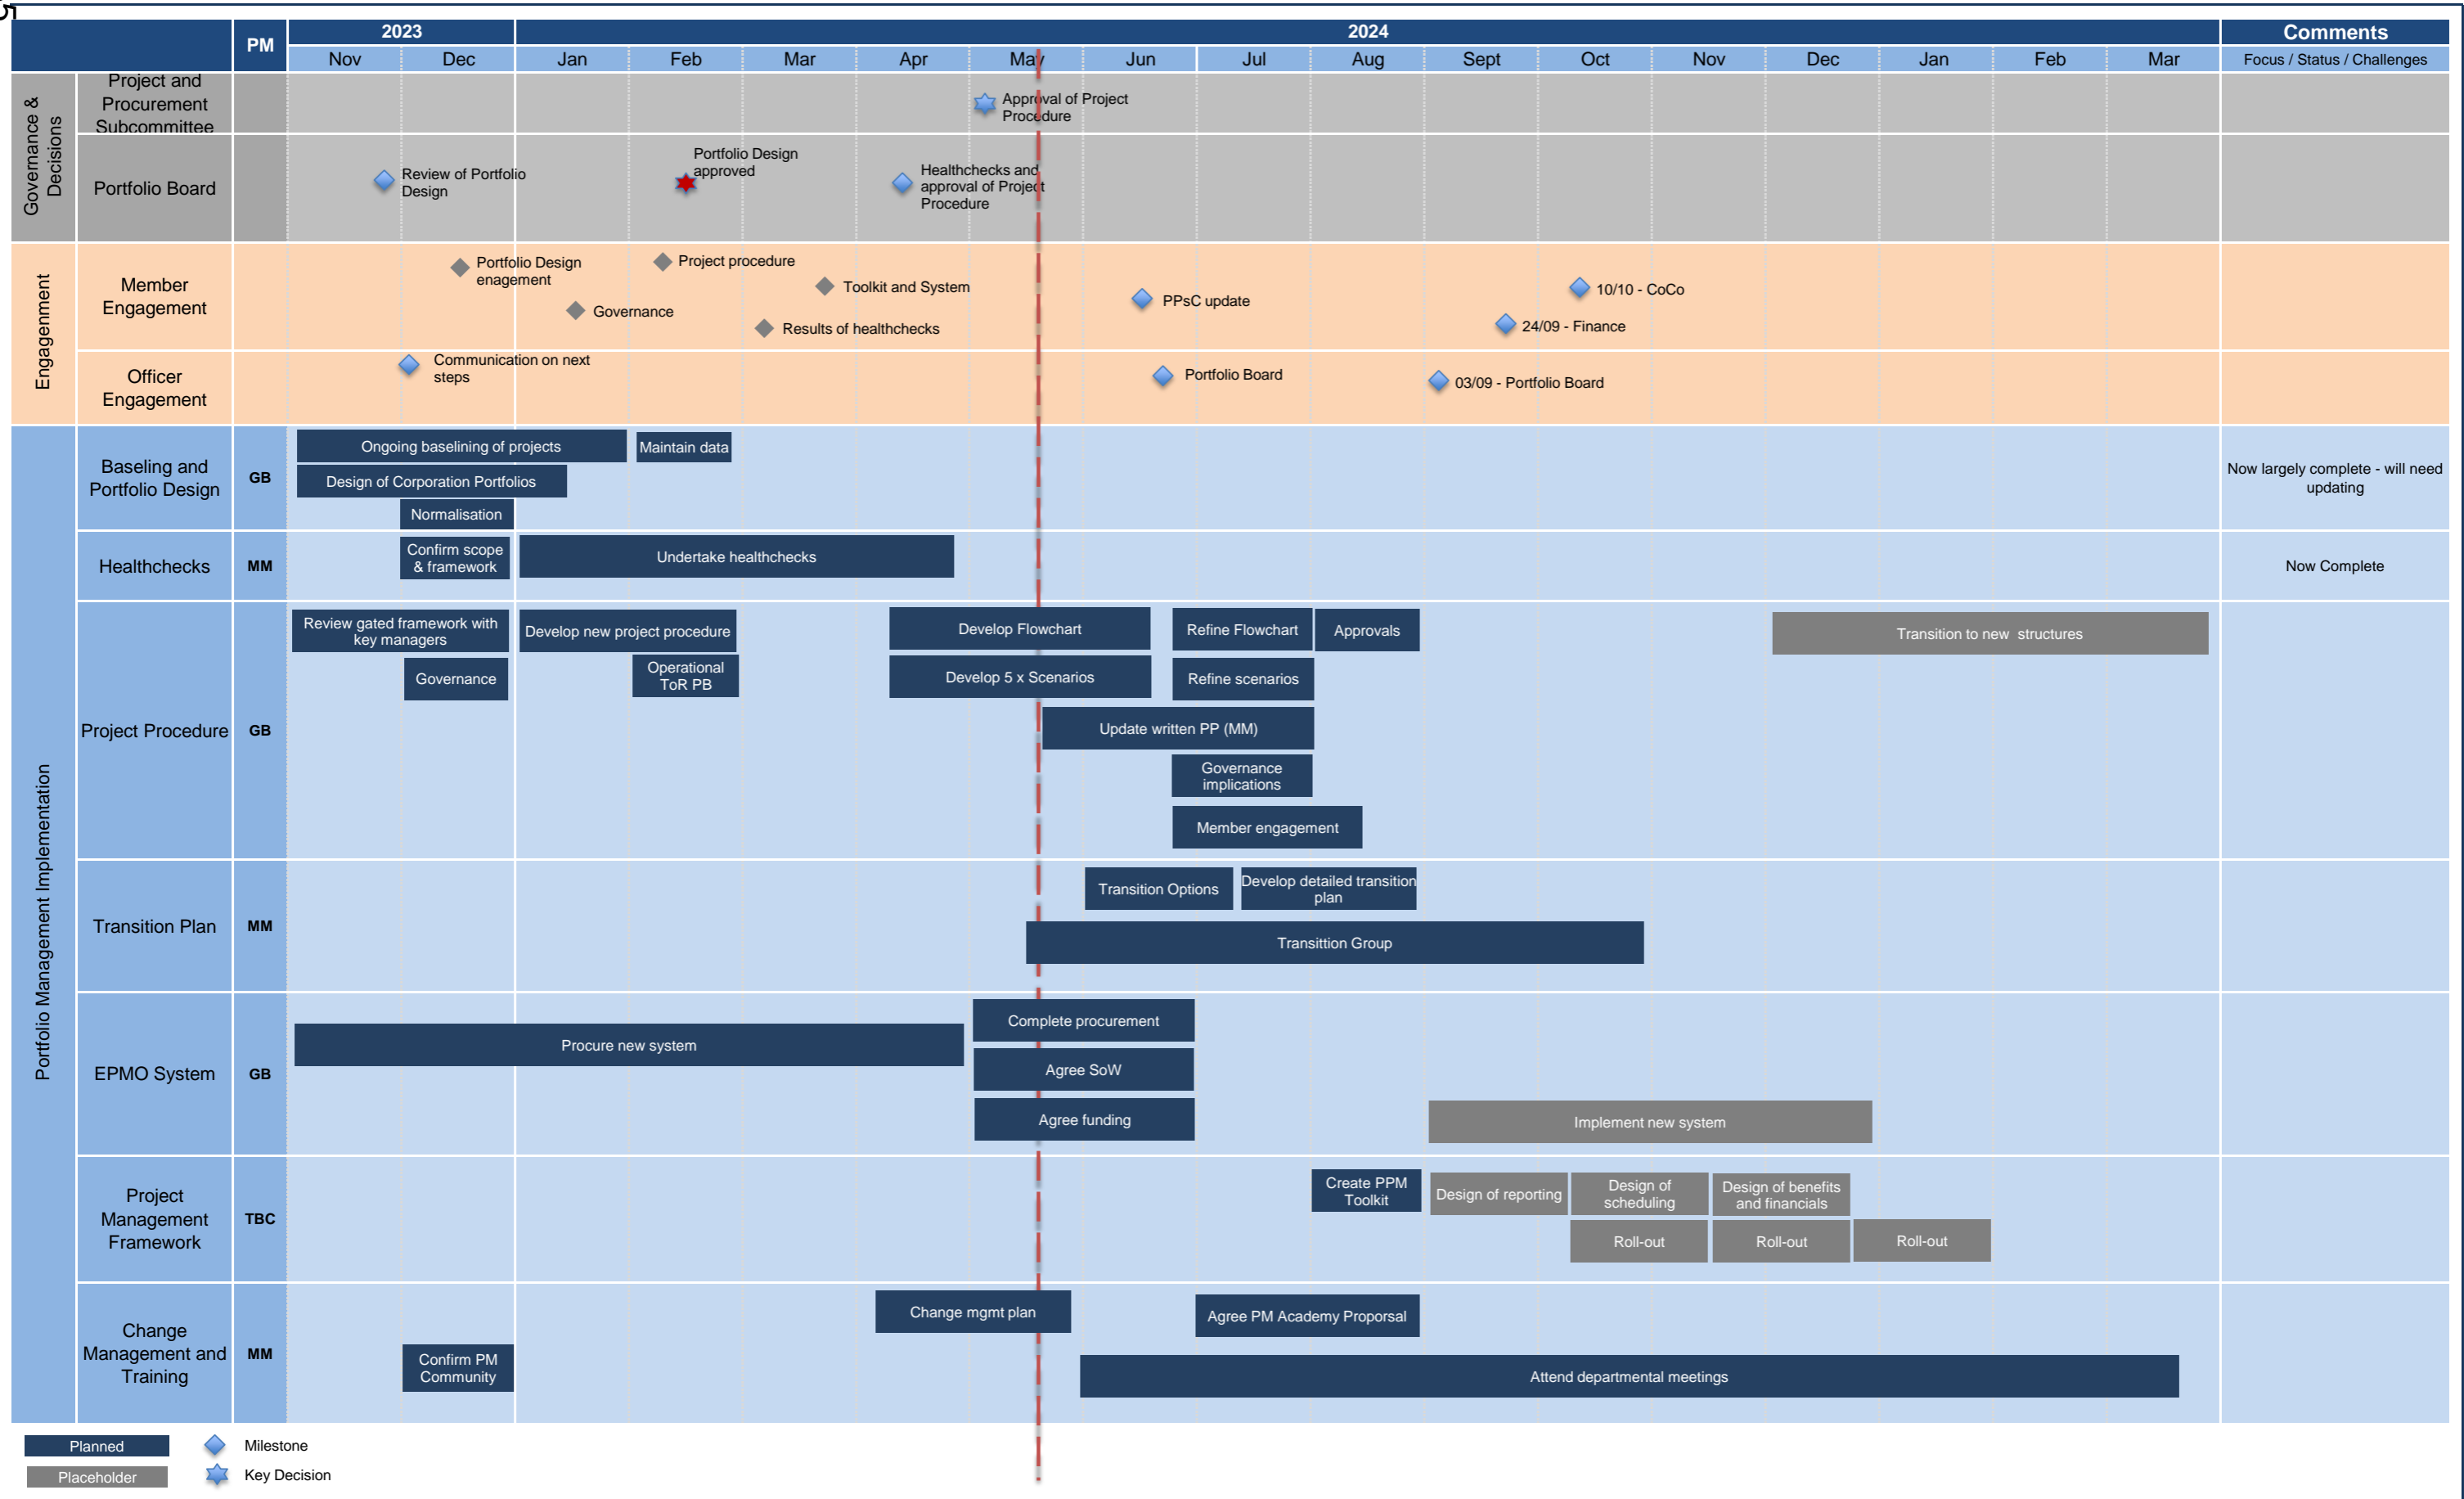 5
PM
2023
2024
Comments
Nov
Dec
Jan
Feb
Mar
Apr
May
Jun
Jul
Aug
Sept
Oct
Nov
Dec
Jan
Feb
Mar
Focus / Status / Challenges
Governance &
Decisions
Project and
Procurement
Subcommittee
Approval of Project
Procedure
Portfolio Board
Review of Portfolio
Design
Portfolio Design
approved
Healthchecks and
approval of Project
Procedure
Engagenment
Member
Engagement
Portfolio Design
enagement
Project procedure
Toolkit and System
Governance
Results of healthchecks
PPsC update
10/10 - CoCo
24/09 - Finance
Officer
Engagement
Communication on next
steps
Portfolio Board
03/09 - Portfolio Board
Portfolio Management Implementation
Baseling and
Portfolio Design
GB
Ongoing baselining of projects
Maintain data
Design of Corporation Portfolios
Normalisation
Now largely complete - will need
updating
Healthchecks
MM
Confirm scope
& framework
Undertake healthchecks
Now Complete
Project Procedure
GB
Review gated framework with
key managers
Develop new project procedure
Governance
Operational
ToR PB
Develop Flowchart
Refine Flowchart
Approvals
Transition to new  structures
Develop 5 x Scenarios
Refine scenarios
Update written PP (MM)
Governance
implications
Member engagement
Transition Plan
MM
Transition Options
Develop detailed transition
plan
Transittion Group
EPMO System
GB
Procure new system
Complete procurement
Agree SoW
Agree funding
Implement new system
Project
Management
Framework
TBC
Create PPM
Toolkit
Design of reporting
Design of
scheduling
Design of benefits
and financials
Roll-out
Roll-out
Roll-out
Change
Management and
Training
MM
Change mgmt plan
Agree PM Academy Proporsal
Confirm PM
Community
Attend departmental meetings
Planned
Milestone
Placeholder
Key Decision